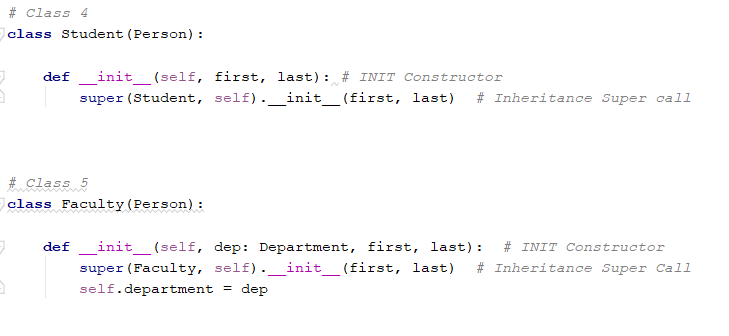 # Class 4
class Student(Person):
def __init__(self, first, last): # INIT Constructor
super(Student, self).__init__(first, last)  # Inheritance Super call
# Class 5
class Faculty(Person):
def __init__(self, dep: Department, first, last):  # INIT Constructor
super(Faculty, self).__init__(first, last)  # Inheritance Super Call
self.department = dep